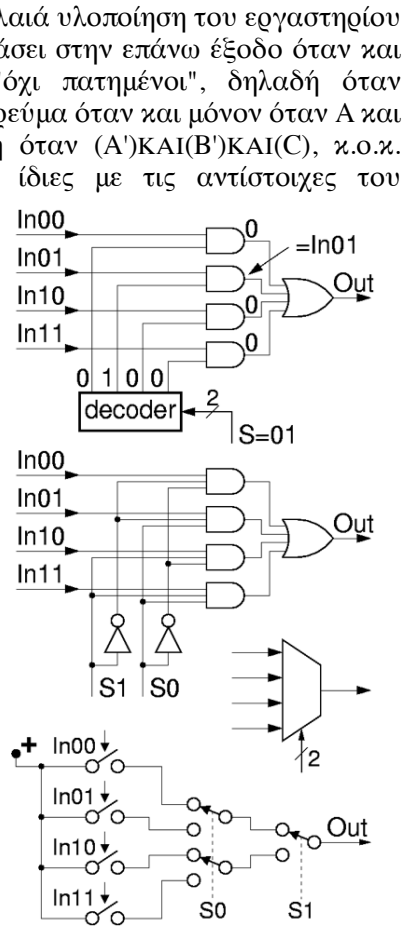 λαιά υλοποίηση του εργαστηρίου
άσει στην επάνω έξοδο όταν και
"όχι πατημένοι", δηλαδή όταν
ρεύμα όταν και μόνον όταν Α και
ή όταν (A')ΚΑΙ(B')ΚΑΙ(C), κ.ο.κ.
ίδιες με τις αντίστοιχες του
In00
0
In01
=In01
In10
0
Out
In11
0
0 1 0 0
decoder
2
S=01
In00
In01
Out
In10
In11
S1 S0
2
+
In00
In01
In10
Out
In11
S0
S1